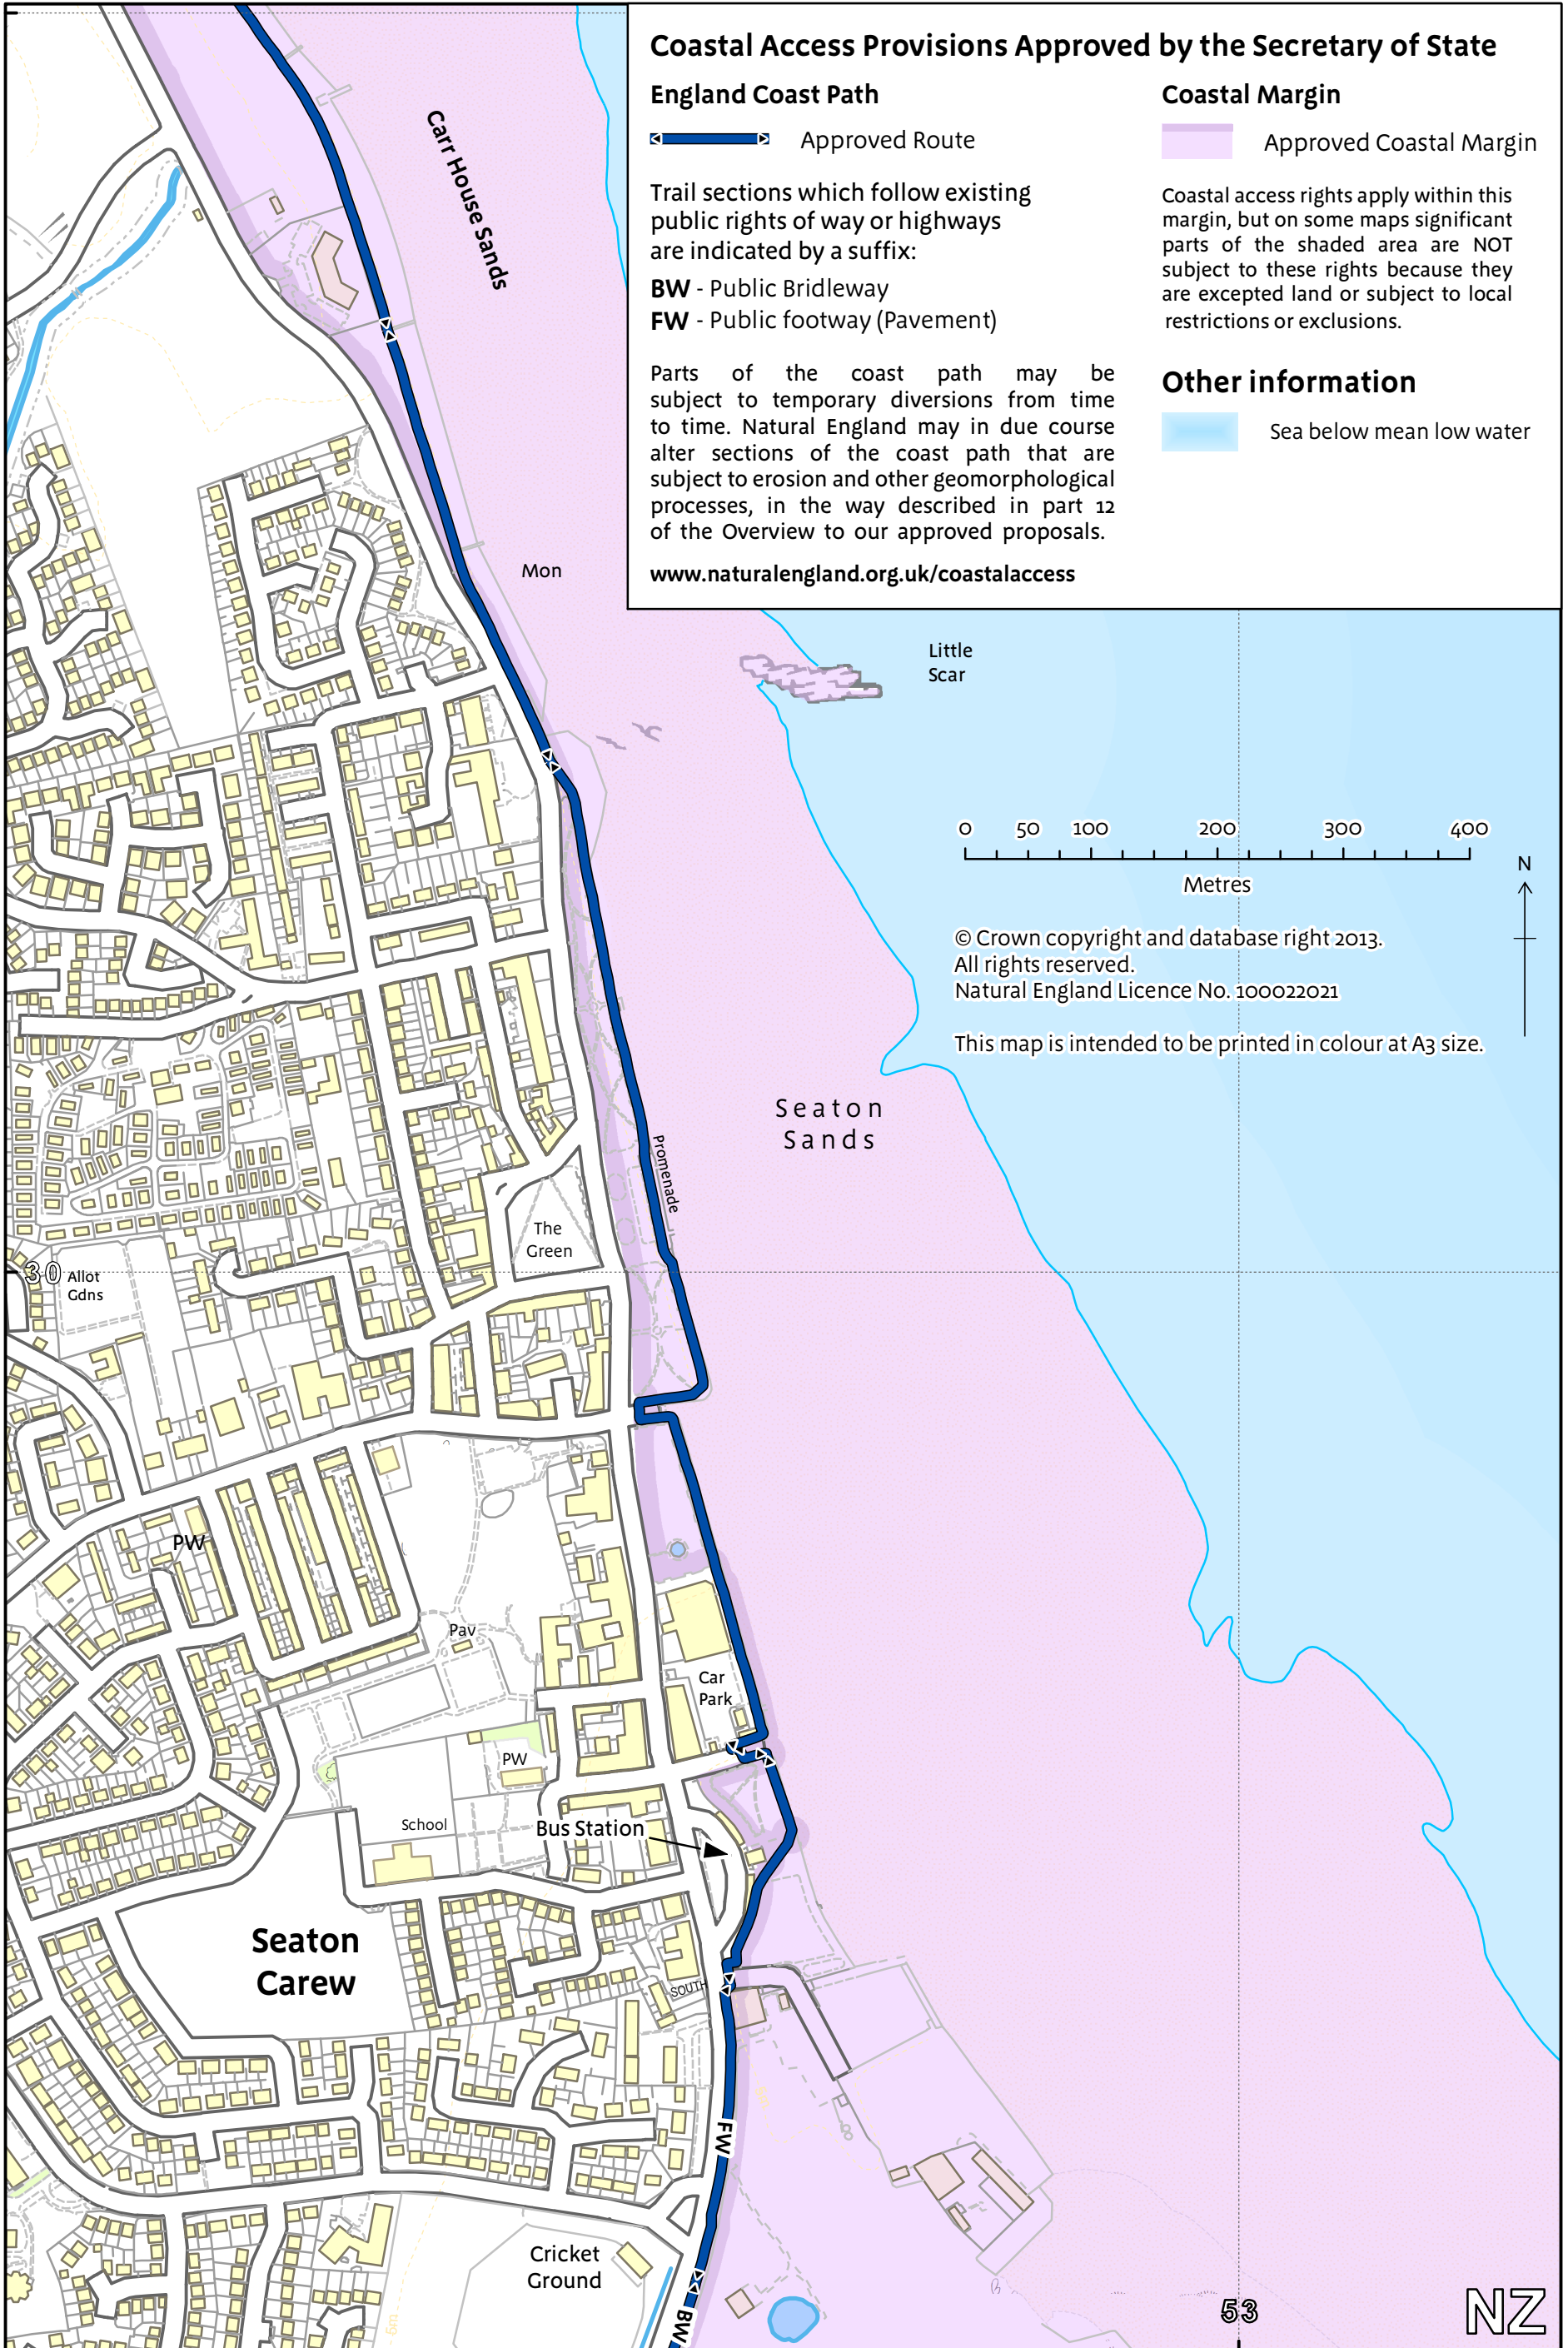 Coastal Access Provisions Approved by the Secretary of State
England Coast Path
Approved Route
Trail sections which follow existing
public rights of way or highways
are indicated by a suffix:
BW - Public Bridleway
FW - Public footway (Pavement)
Parts of the coast path may be
subject to temporary diversions from time
to time. Natural England may in due course
alter sections of the coast path that are
subject to erosion and other geomorphological
processes, in the way described in part 12
of the Overview to our approved proposals.
www.naturalengland.org.uk/coastalaccess
Coastal Margin
Approved Coastal Margin
Coastal access rights apply within this
margin, but on some maps significant
parts of the shaded area are NOT
subject to these rights because they
are excepted land or subject to local
restrictions or exclusions.
Other information
Sea below mean low water
Carr House Sands
Mon
Little
Scar
0 50 100 200 300 400
Metres
N
© Crown copyright and database right 2013.
All rights reserved.
Natural England Licence No. 100022021
This map is intended to be printed in colour at A3 size.
Seaton
Sands
Promenade
The
Green
30
Allot
Gdns
PW
Pav
Car
Park
PW
School
Bus Station
Seaton
Carew
SOUTH
FW
Cricket
Ground
BW
53
NZ